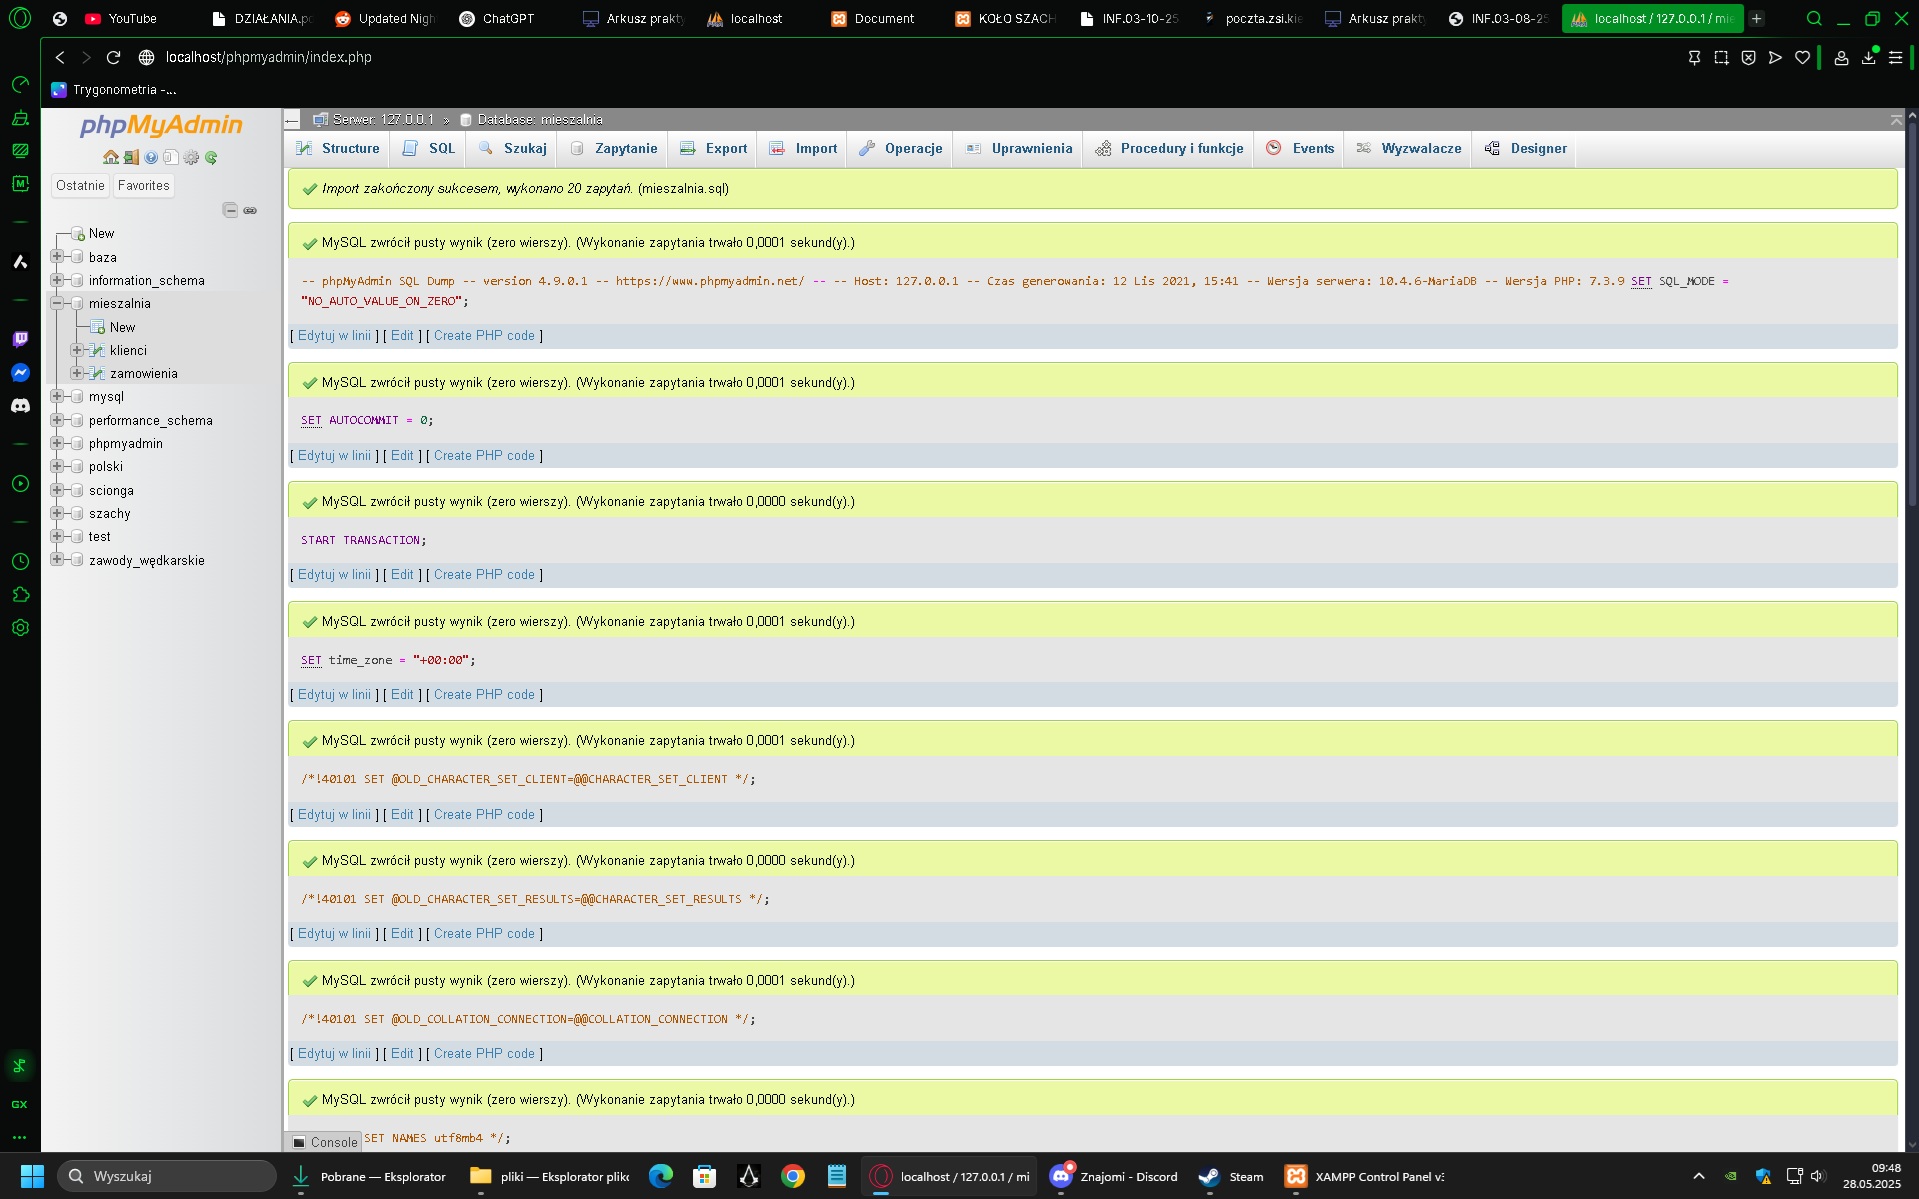 YouTube
DZIAŁANIA.pd
Updated Nigh
ChatGPT
Arkusz prakty
localhost
Document
KOŁO SZACH
INF.03-10-25
poczta.zsi.kie
Arkusz prakty
INF.03-08-25
localhost / 127.0.0.1 / mie
localhost/phpmyadmin/index.php
Trygonometria -...
phpMyAdmin
Ostatnie
Favorites
New
baza
information_schema
mieszalnia
New
klienci
zamowienia
mysql
performance_schema
phpmyadmin
polski
scionga
szachy
test
zawody_wędkarskie
Serwer: 127.0.0.1 » Database: mieszalnia
Structure
SQL
Szukaj
Zapytanie
Export
Import
Operacje
Uprawnienia
Procedury i funkcje
Events
Wyzwalacze
Designer
Import zakończony sukcesem, wykonano 20 zapytań. (mieszalnia.sql)
MySQL zwrócił pusty wynik (zero wierszy). (Wykonanie zapytania trwało 0,0001 sekund(y).)
-- phpMyAdmin SQL Dump -- version 4.9.0.1 -- https://www.phpmyadmin.net/ -- -- Host: 127.0.0.1 -- Czas generowania: 12 Lis 2021, 15:41 -- Wersja serwera: 10.4.6-MariaDB -- Wersja PHP: 7.3.9 SET SQL_MODE =
"NO_AUTO_VALUE_ON_ZERO";
[ Edytuj w linii ] [ Edit ] [ Create PHP code ]
MySQL zwrócił pusty wynik (zero wierszy). (Wykonanie zapytania trwało 0,0001 sekund(y).)
SET AUTOCOMMIT = 0;
[ Edytuj w linii ] [ Edit ] [ Create PHP code ]
MySQL zwrócił pusty wynik (zero wierszy). (Wykonanie zapytania trwało 0,0000 sekund(y).)
START TRANSACTION;
[ Edytuj w linii ] [ Edit ] [ Create PHP code ]
MySQL zwrócił pusty wynik (zero wierszy). (Wykonanie zapytania trwało 0,0001 sekund(y).)
SET time_zone = "+00:00";
[ Edytuj w linii ] [ Edit ] [ Create PHP code ]
MySQL zwrócił pusty wynik (zero wierszy). (Wykonanie zapytania trwało 0,0001 sekund(y).)
/*!40101 SET @OLD_CHARACTER_SET_CLIENT=@@CHARACTER_SET_CLIENT */;
[ Edytuj w linii ] [ Edit ] [ Create PHP code ]
MySQL zwrócił pusty wynik (zero wierszy). (Wykonanie zapytania trwało 0,0000 sekund(y).)
/*!40101 SET @OLD_CHARACTER_SET_RESULTS=@@CHARACTER_SET_RESULTS */;
[ Edytuj w linii ] [ Edit ] [ Create PHP code ]
MySQL zwrócił pusty wynik (zero wierszy). (Wykonanie zapytania trwało 0,0001 sekund(y).)
/*!40101 SET @OLD_COLLATION_CONNECTION=@@COLLATION_CONNECTION */;
[ Edytuj w linii ] [ Edit ] [ Create PHP code ]
MySQL zwrócił pusty wynik (zero wierszy). (Wykonanie zapytania trwało 0,0000 sekund(y).)
Console
SET NAMES utf8mb4 */;
GX
Wyszukaj
Pobrane — Eksplorator
pliki — Eksplorator plikó
localhost / 127.0.0.1 / mi
Znajomi - Discord
Steam
XAMPP Control Panel v3
09:48
28.05.2025